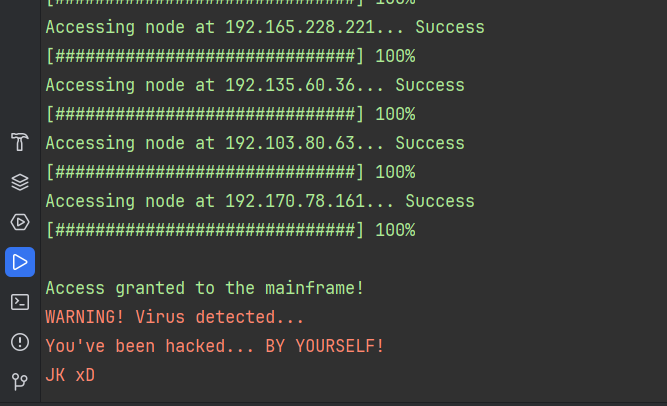 [##############################] 100%
Accessing node at 192.165.228.221... Success
[##############################] 100%
Accessing node at 192.135.60.36... Success
[##############################] 100%
Accessing node at 192.103.80.63... Success
[##############################] 100%
Accessing node at 192.170.78.161... Success
[##############################] 100%
Access granted to the mainframe!
WARNING! Virus detected...
You've been hacked... BY YOURSELF!
JK xD